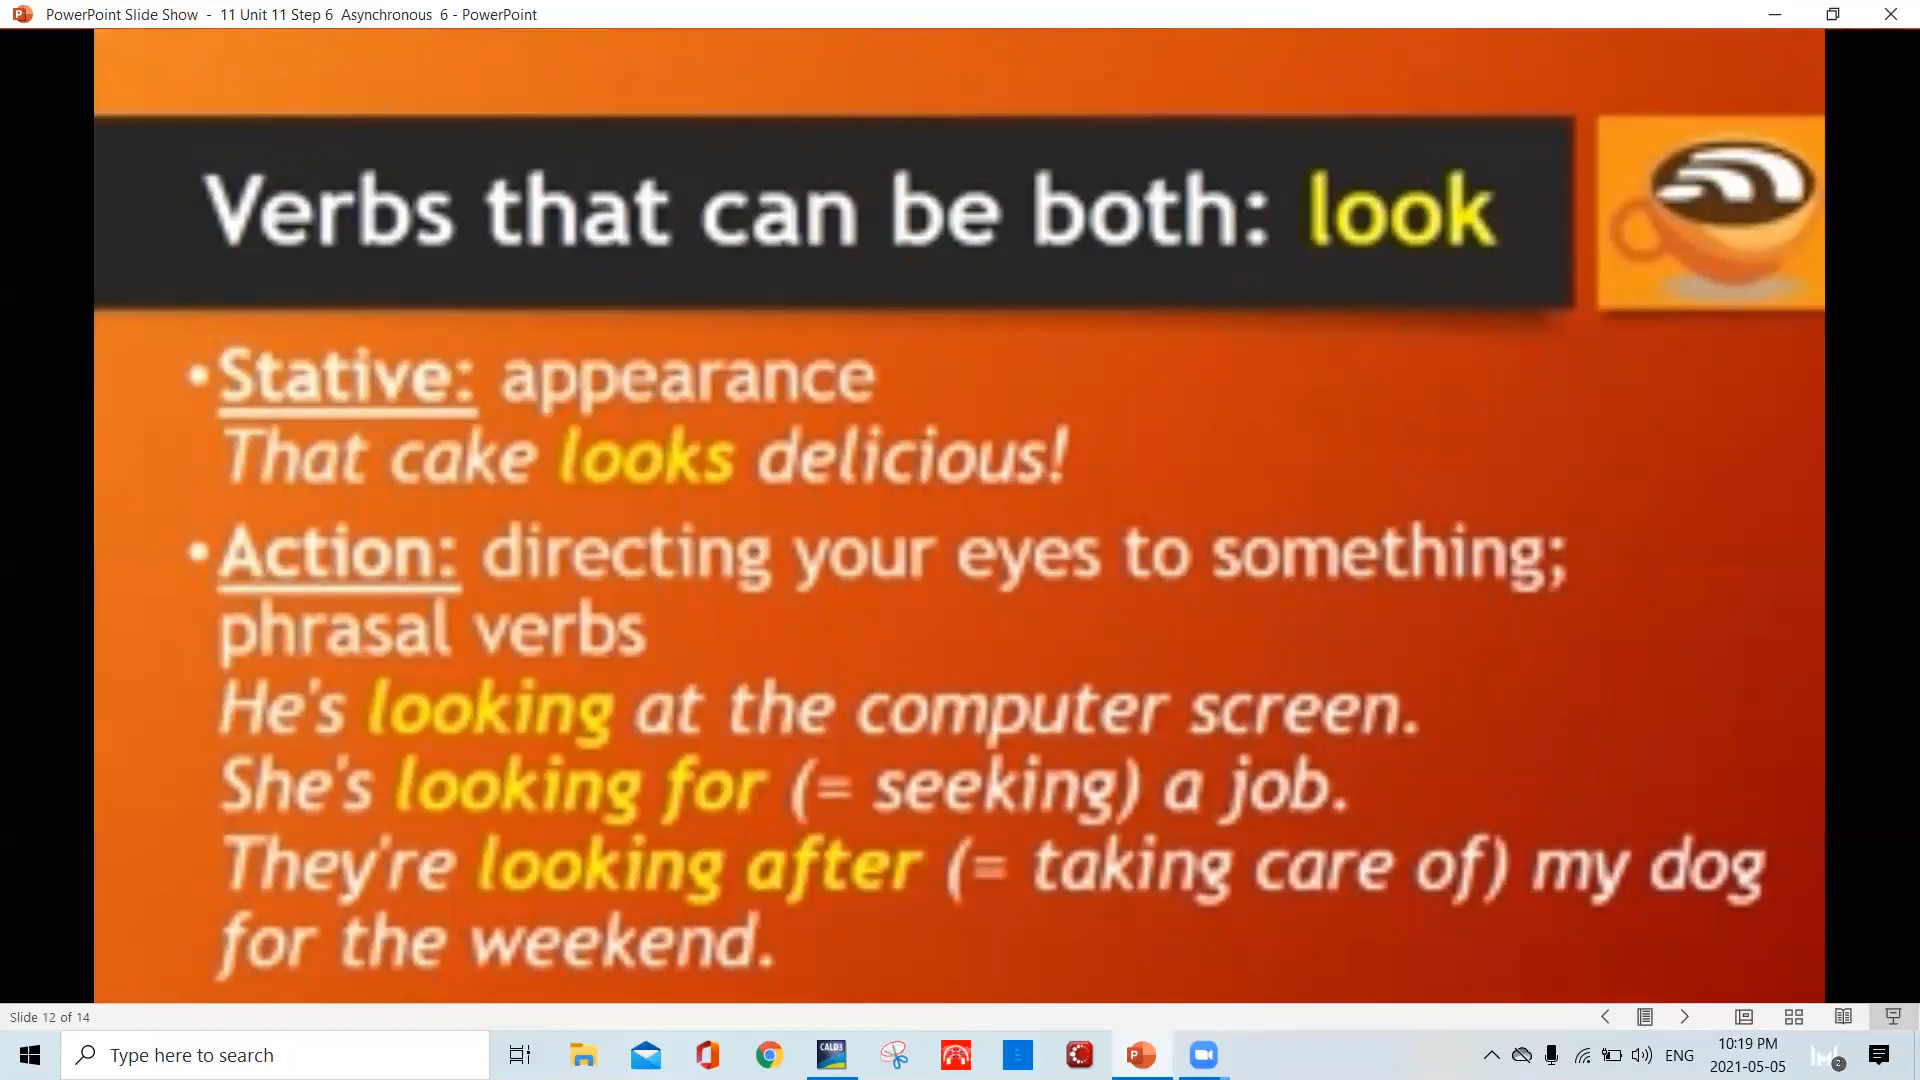 PowerPoint Slide Show - 11 Unit 11 Step 6 Asynchronous 6 - PowerPoint
Verbs that can be both: look
•Stative: appearance
That cake looks delicious!
•Action: directing your eyes to something;
phrasal verbs
He's looking at the computer screen.
She's looking for (= seeking) a job.
They're looking after (= taking care of) my dog
for the weekend.
Slide 12 of 14
Type here to search
CALD3
ENG
10:19 PM
2021-05-05
2